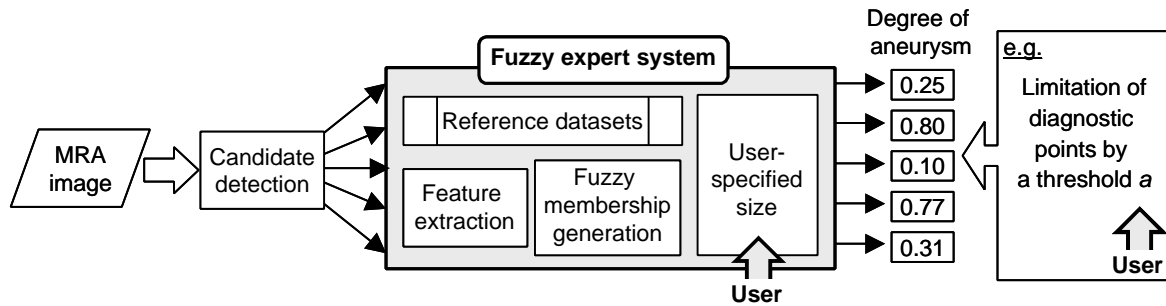 MRA
image
Candidate
detection
Fuzzy expert system
Reference datasets
Feature
extraction
Fuzzy
membership
generation
User-
specified
size
User
Degree of
aneurysm
0.25
0.80
0.10
0.77
0.31
e.g.
Limitation of
diagnostic
points by
a threshold a
User